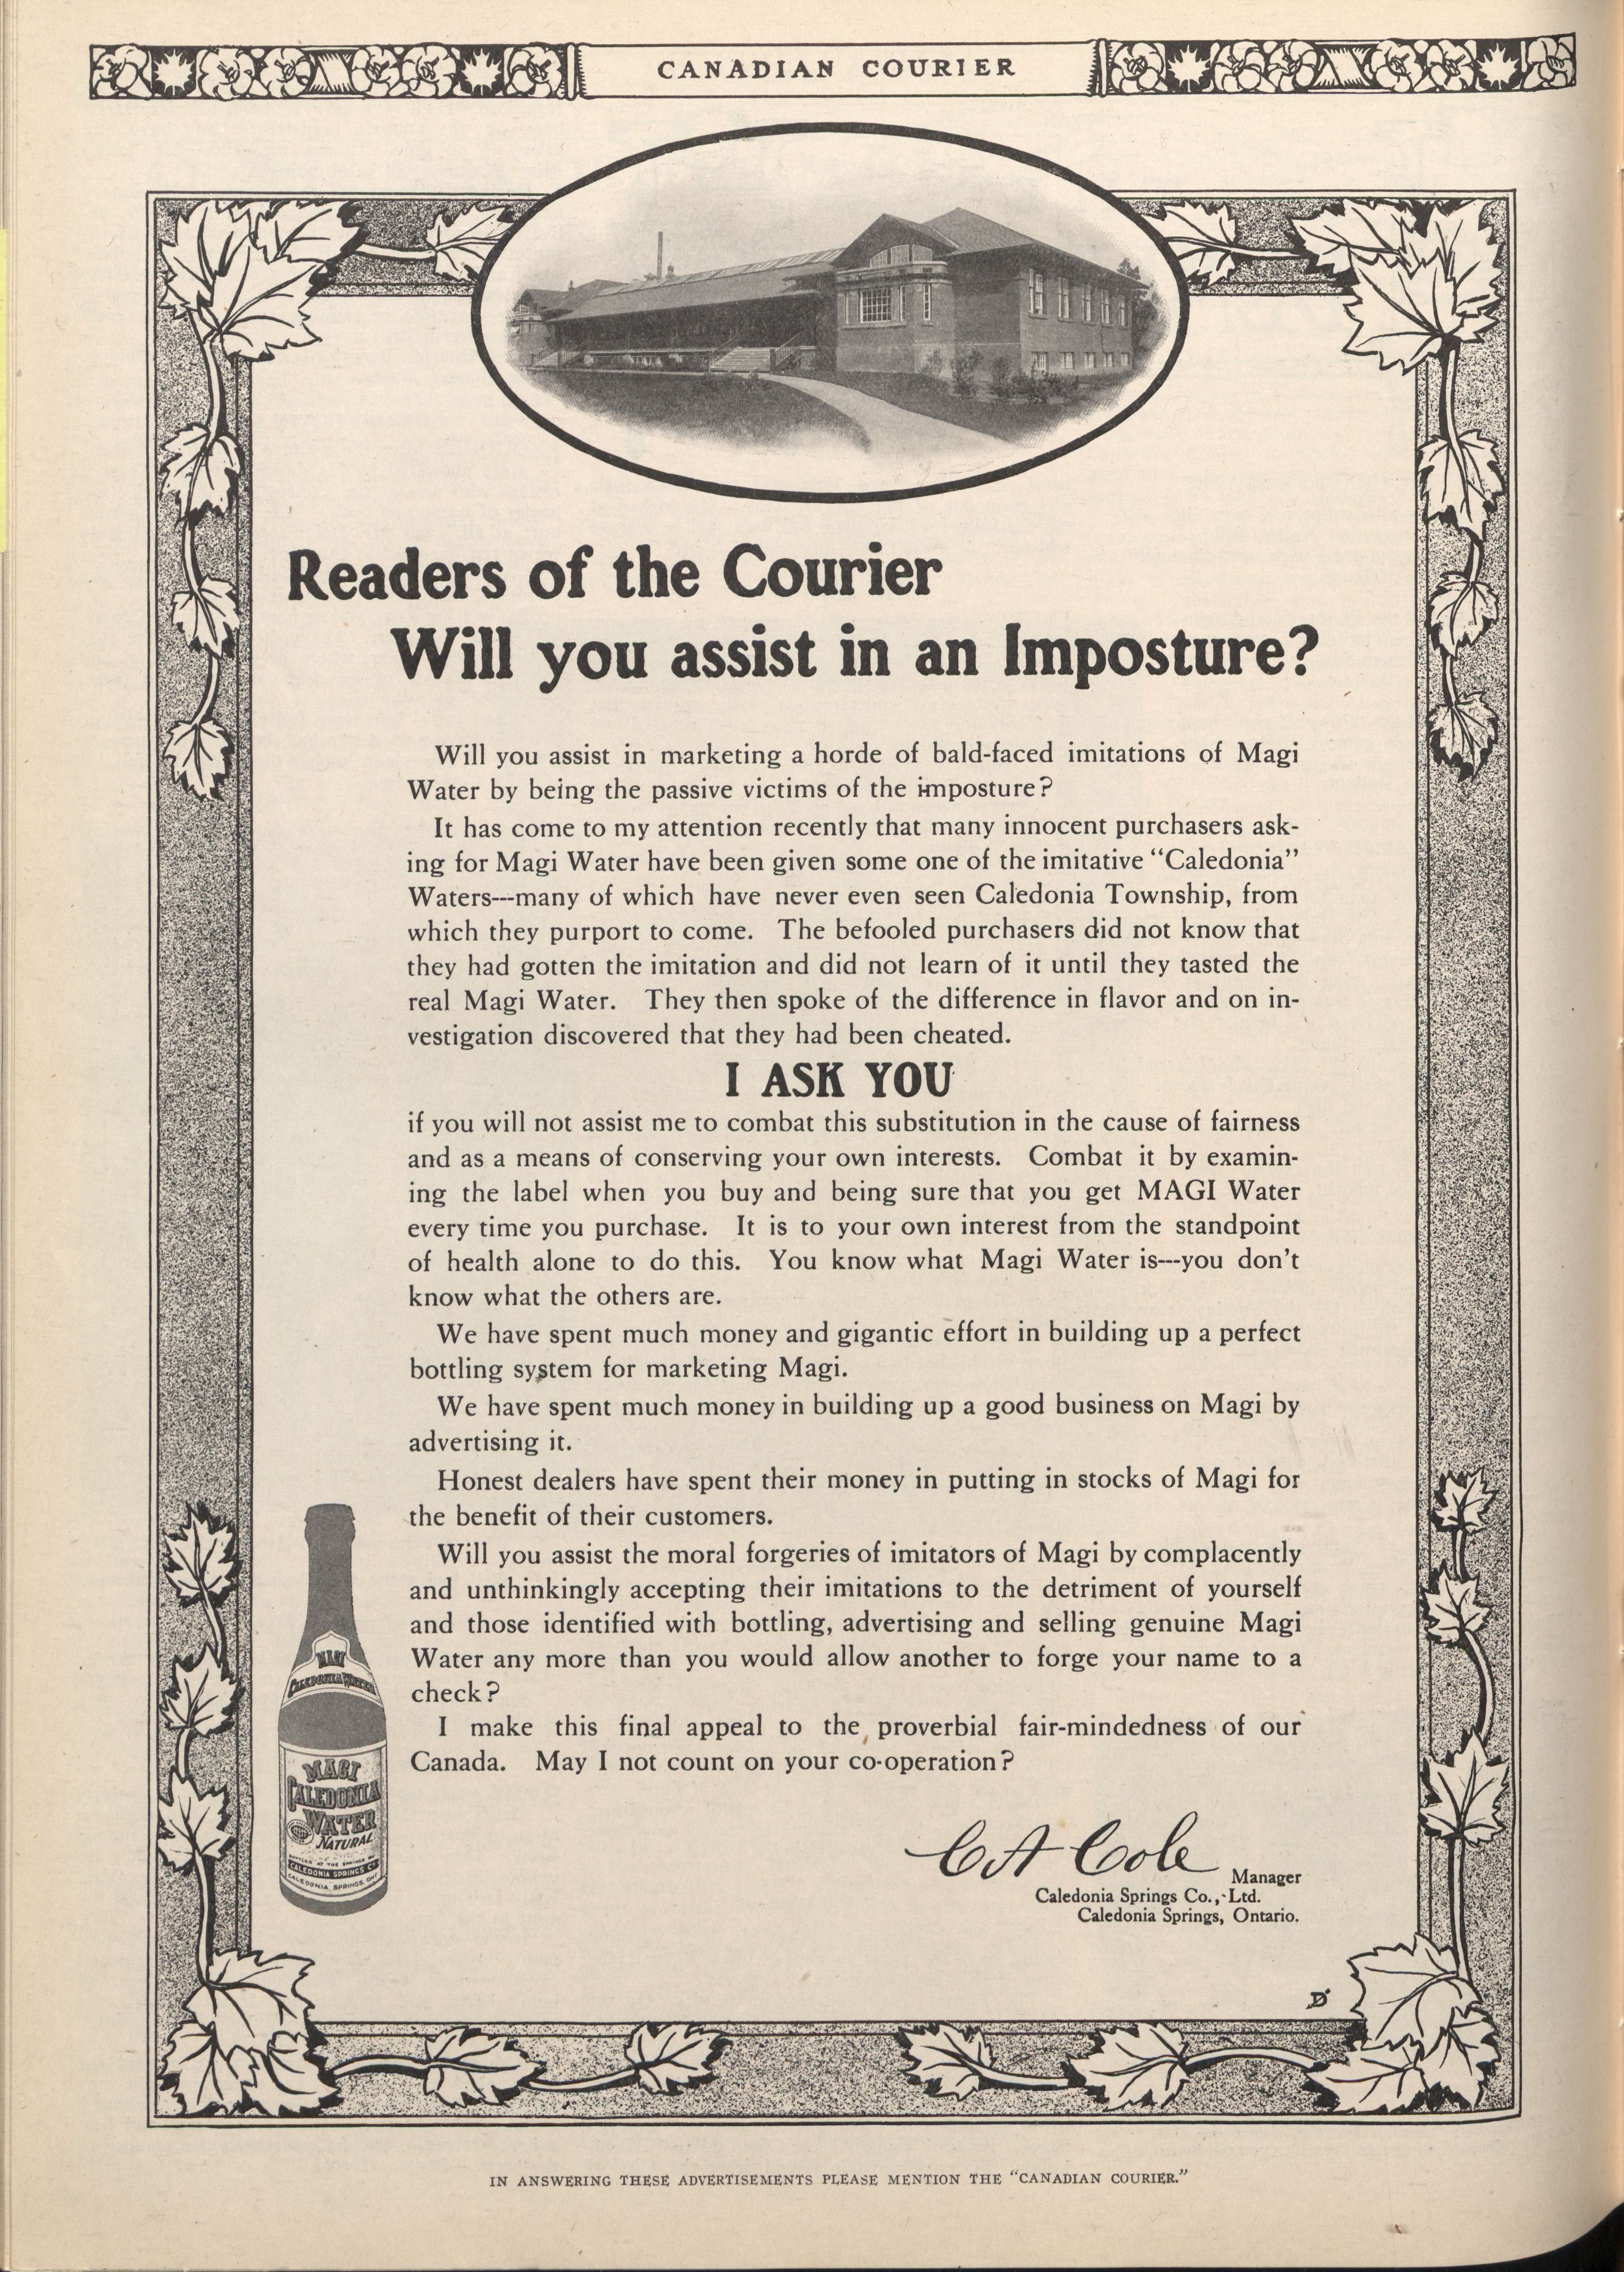 CANADIAN COURIER
Readers of the Courier
Will you assist in an Imposture?
Will you assist in marketing a horde of bald-faced imitations of Magi
Water by being the passive victims of the imposture?
It has come to my attention recently that many innocent purchasers ask-
ing for Magi Water have been given some one of the imitative "Caledonia"
Waters---many of which have never even seen Caledonia Township, from
which they purport to come. The befooled purchasers did not know that
they had gotten the imitation and did not learn of it until they tasted the
real Magi Water. They then spoke of the difference in flavor and on in-
vestigation discovered that they had been cheated.
I ASK YOU
if you will not assist me to combat this substitution in the cause of fairness
and as a means of conserving your own interests. Combat it by examin-
ing the label when you buy and being sure that you get MAGI Water
every time you purchase. It is to your own interest from the standpoint
of health alone to do this. You know what Magi Water is---you don't
know what the others are.
We have spent much money and gigantic effort in building up a perfect
bottling system for marketing Magi.
We have spent much money in building up a good business on Magi by
advertising it.
Honest dealers have spent their money in putting in stocks of Magi for
the benefit of their customers.
Will you assist the moral forgeries of imitators of Magi by complacently
and unthinkingly accepting their imitations to the detriment of yourself
and those identified with bottling, advertising and selling genuine Magi
Water any more than you would allow another to forge your name to a
check?
I make this final appeal to the proverbial fair-mindedness of our
Canada. May I not count on your co-operation?
MAGI
CALEDONIA WATER
MAGI
CALEDONIA
WATER
NATURAL
BOTTLED AT THE SPRINGS BY
CALEDONIA SPRINGS CO
CALEDONIA SPRINGS, ONT
C A Cole
Manager
Caledonia Springs Co., Ltd.
Caledonia Springs, Ontario.
D
IN ANSWERING THESE ADVERTISEMENTS PLEASE MENTION THE "CANADIAN COURIER."